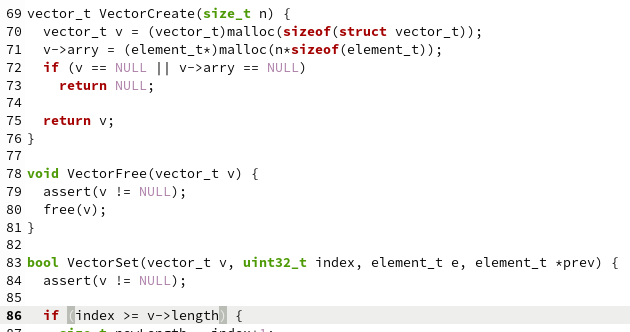 69 vector_t VectorCreate(size_t n) {
70   vector_t v = (vector_t)malloc(sizeof(struct vector_t));
71   v->arry = (element_t*)malloc(n*sizeof(element_t));
72   if (v == NULL || v->arry == NULL)
73     return NULL;
74
75   return v;
76 }
77
78 void VectorFree(vector_t v) {
79   assert(v != NULL);
80   free(v);
81 }
82
83 bool VectorSet(vector_t v, uint32_t index, element_t e, element_t *prev) {
84   assert(v != NULL);
85
86   if (index >= v->length) {